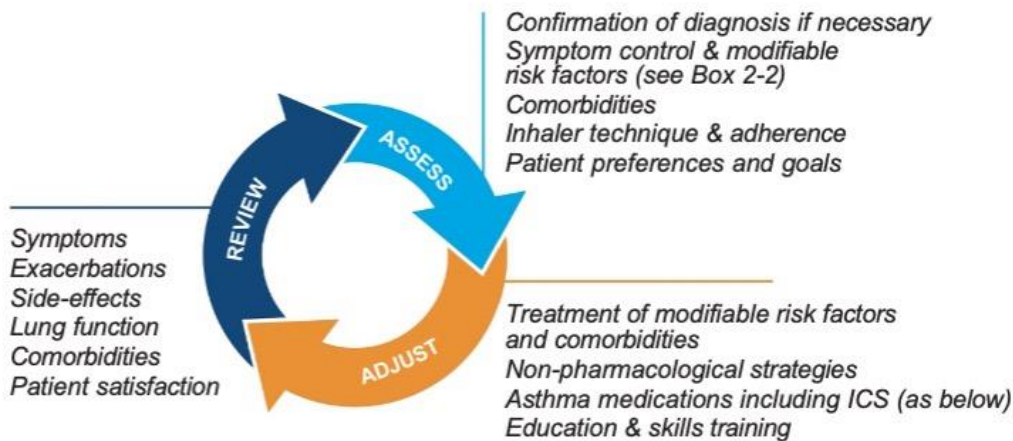 Confirmation of diagnosis if necessary
Symptom control & modifiable
risk factors (see Box 2-2)
Comorbidities
Inhaler technique & adherence
Patient preferences and goals
ASSESS
REVIEW
ADJUST
Symptoms
Exacerbations
Side-effects
Lung function
Comorbidities
Patient satisfaction
Treatment of modifiable risk factors
and comorbidities
Non-pharmacological strategies
Asthma medications including ICS (as below)
Education & skills training